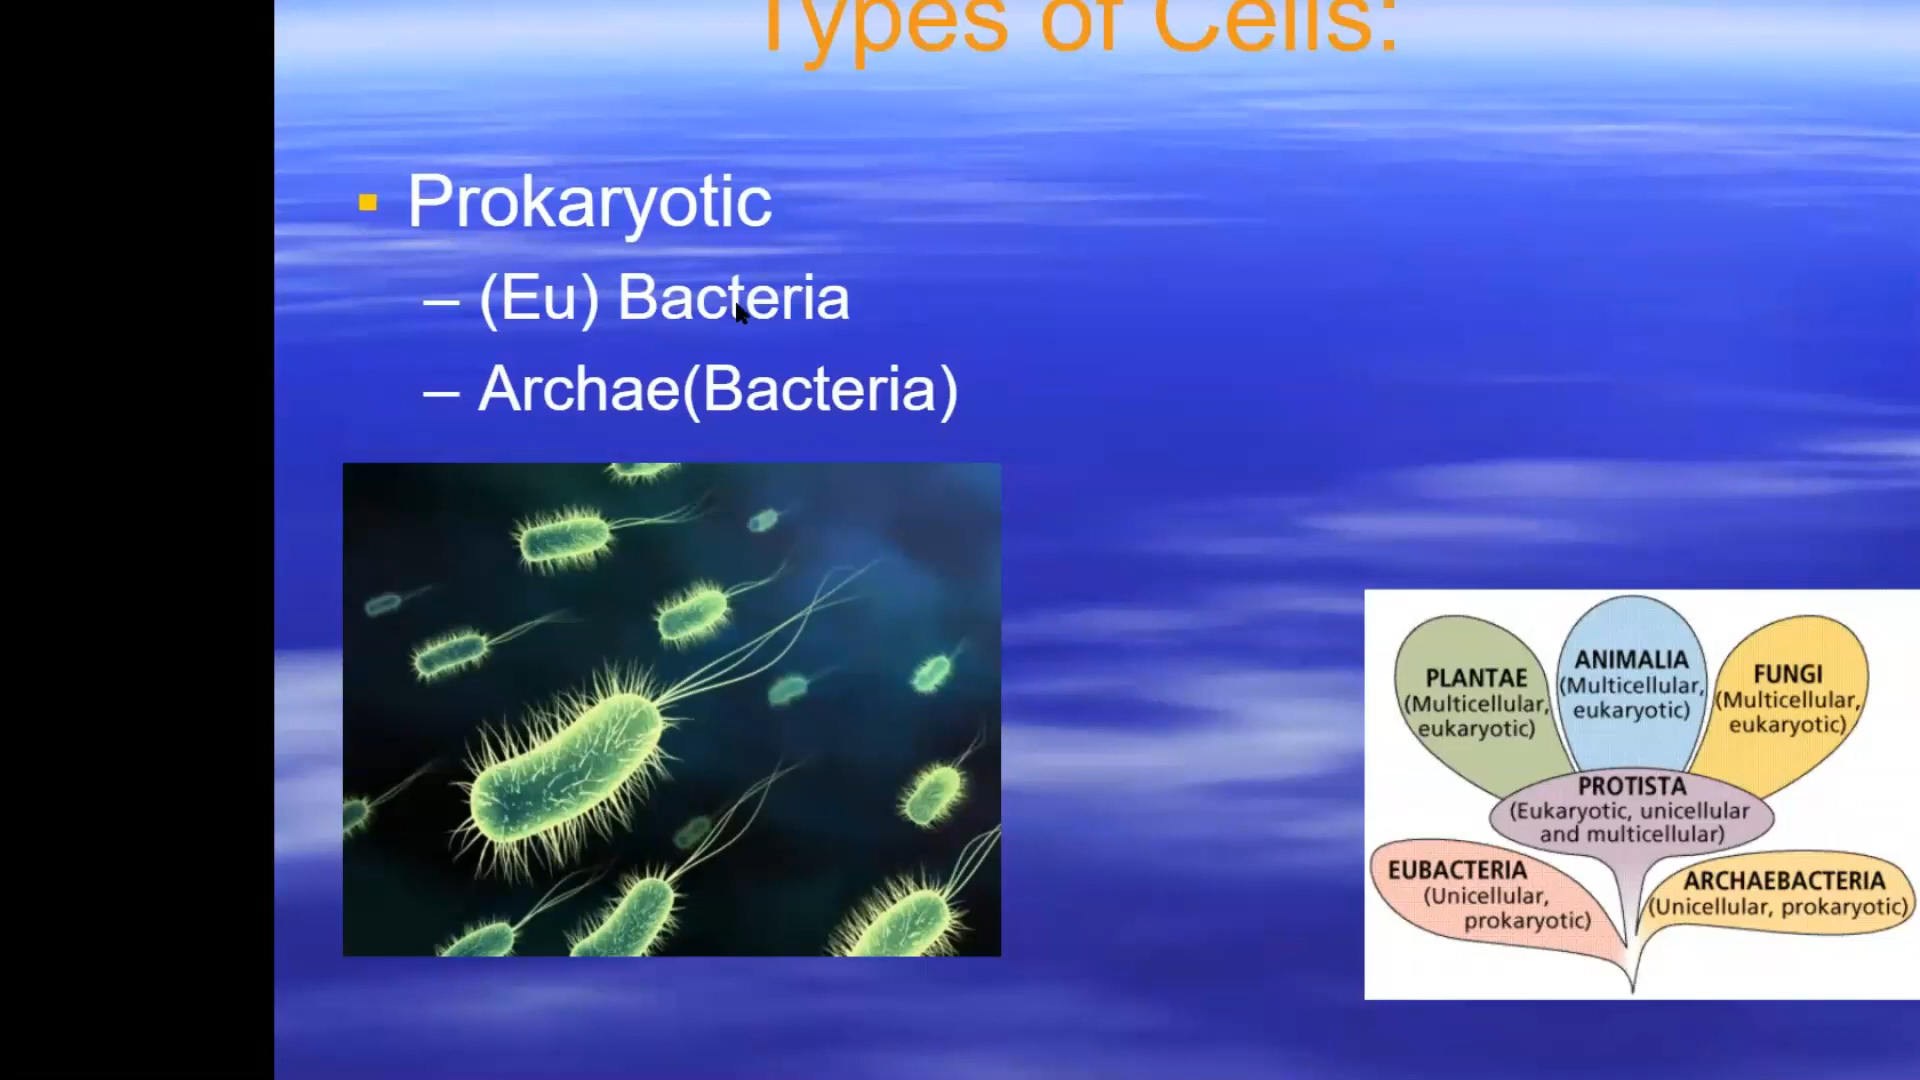 Types of Cells:
Prokaryotic
– (Eu) Bacteria
– Archae(Bacteria)
PLANTAE
(Multicellular,
eukaryotic)
ANIMALIA
(Multicellular,
eukaryotic)
FUNGI
(Multicellular,
eukaryotic)
PROTISTA
(Eukaryotic, unicellular
and multicellular)
EUBACTERIA
(Unicellular,
prokaryotic)
ARCHAEBACTERIA
(Unicellular, prokaryotic)